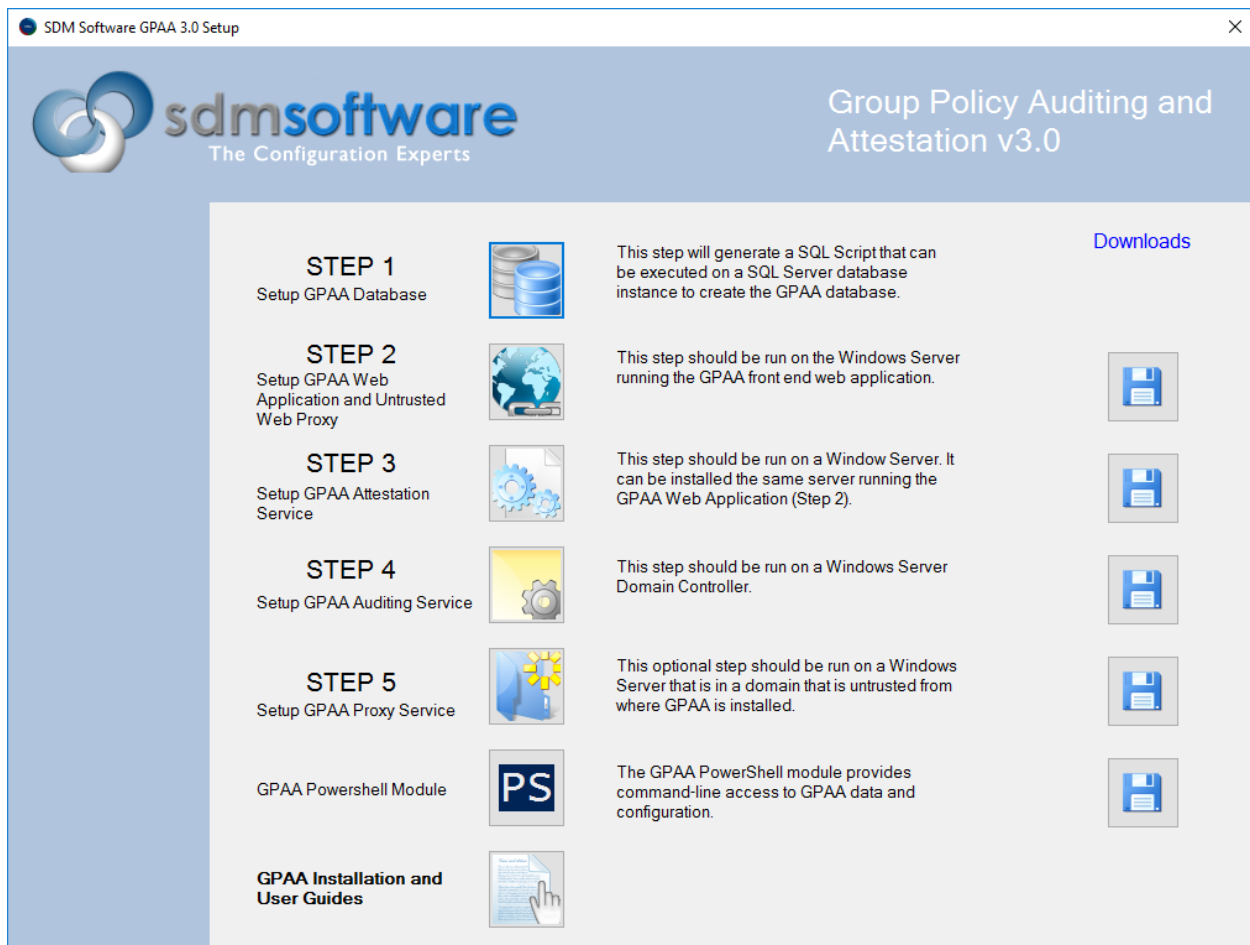 SDM Software GPAA 3.0 Setup
sdmsoftware
The Configuration Experts
Group Policy Auditing and
Attestation v3.0
Downloads
STEP 1
Setup GPAA Database
This step will generate a SQL Script that can
be executed on a SQL Server database
instance to create the GPAA database.
STEP 2
Setup GPAA Web
Application and Untrusted
Web Proxy
This step should be run on the Windows Server
running the GPAA front end web application.
STEP 3
Setup GPAA Attestation
Service
This step should be run on a Window Server. It
can be installed the same server running the
GPAA Web Application (Step 2).
STEP 4
Setup GPAA Auditing Service
This step should be run on a Windows Server
Domain Controller.
STEP 5
Setup GPAA Proxy Service
This optional step should be run on a Windows
Server that is in a domain that is untrusted from
where GPAA is installed.
GPAA Powershell Module
PS
The GPAA PowerShell module provides
command-line access to GPAA data and
configuration.
GPAA Installation and
User Guides